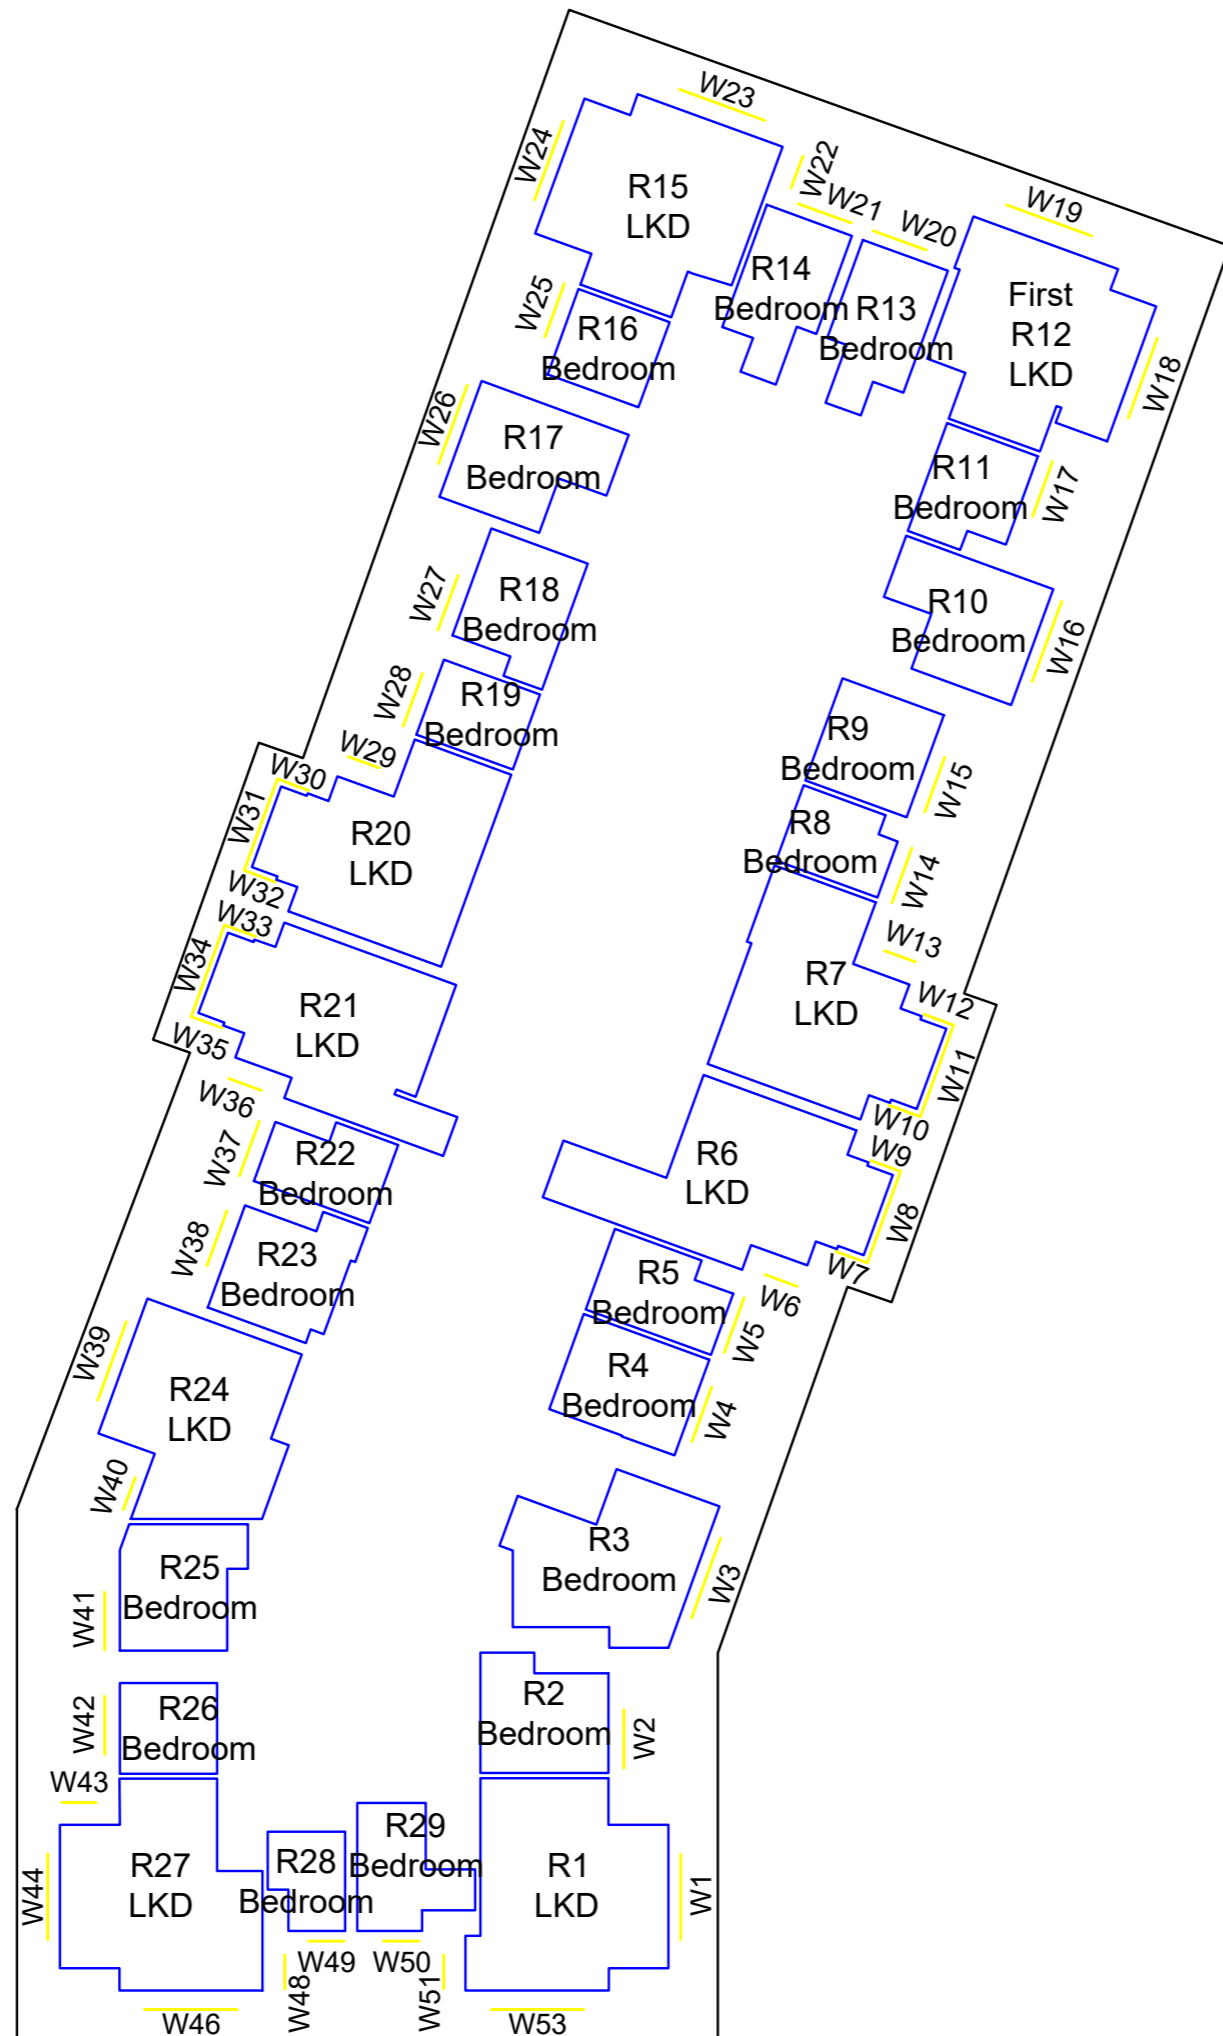 W23
W24
W22
R15
LKD
W21
W19
W20
R14
Bedroom
First
R12
LKD
R13
Bedroom
W25
R16
Bedroom
W18
W26
R17
Bedroom
R11
Bedroom
W17
W27
R18
Bedroom
R10
Bedroom
W16
W28
R19
Bedroom
R9
Bedroom
W29
W30
W15
W31
R20
LKD
R8
Bedroom
W14
W32
W33
W13
W34
R21
LKD
R7
LKD
W12
W35
W11
W36
W10
W37
R22
Bedroom
R6
LKD
W9
W38
R23
Bedroom
W8
W7
R5
Bedroom
W6
W5
W39
R24
LKD
R4
Bedroom
W4
W40
R3
Bedroom
W3
R25
Bedroom
W41
R2
Bedroom
W2
R26
Bedroom
W42
W43
R29
Bedroom
R28
Bedroom
R27
LKD
R1
LKD
W44
W1
W49
W50
W48
W51
W46
W53